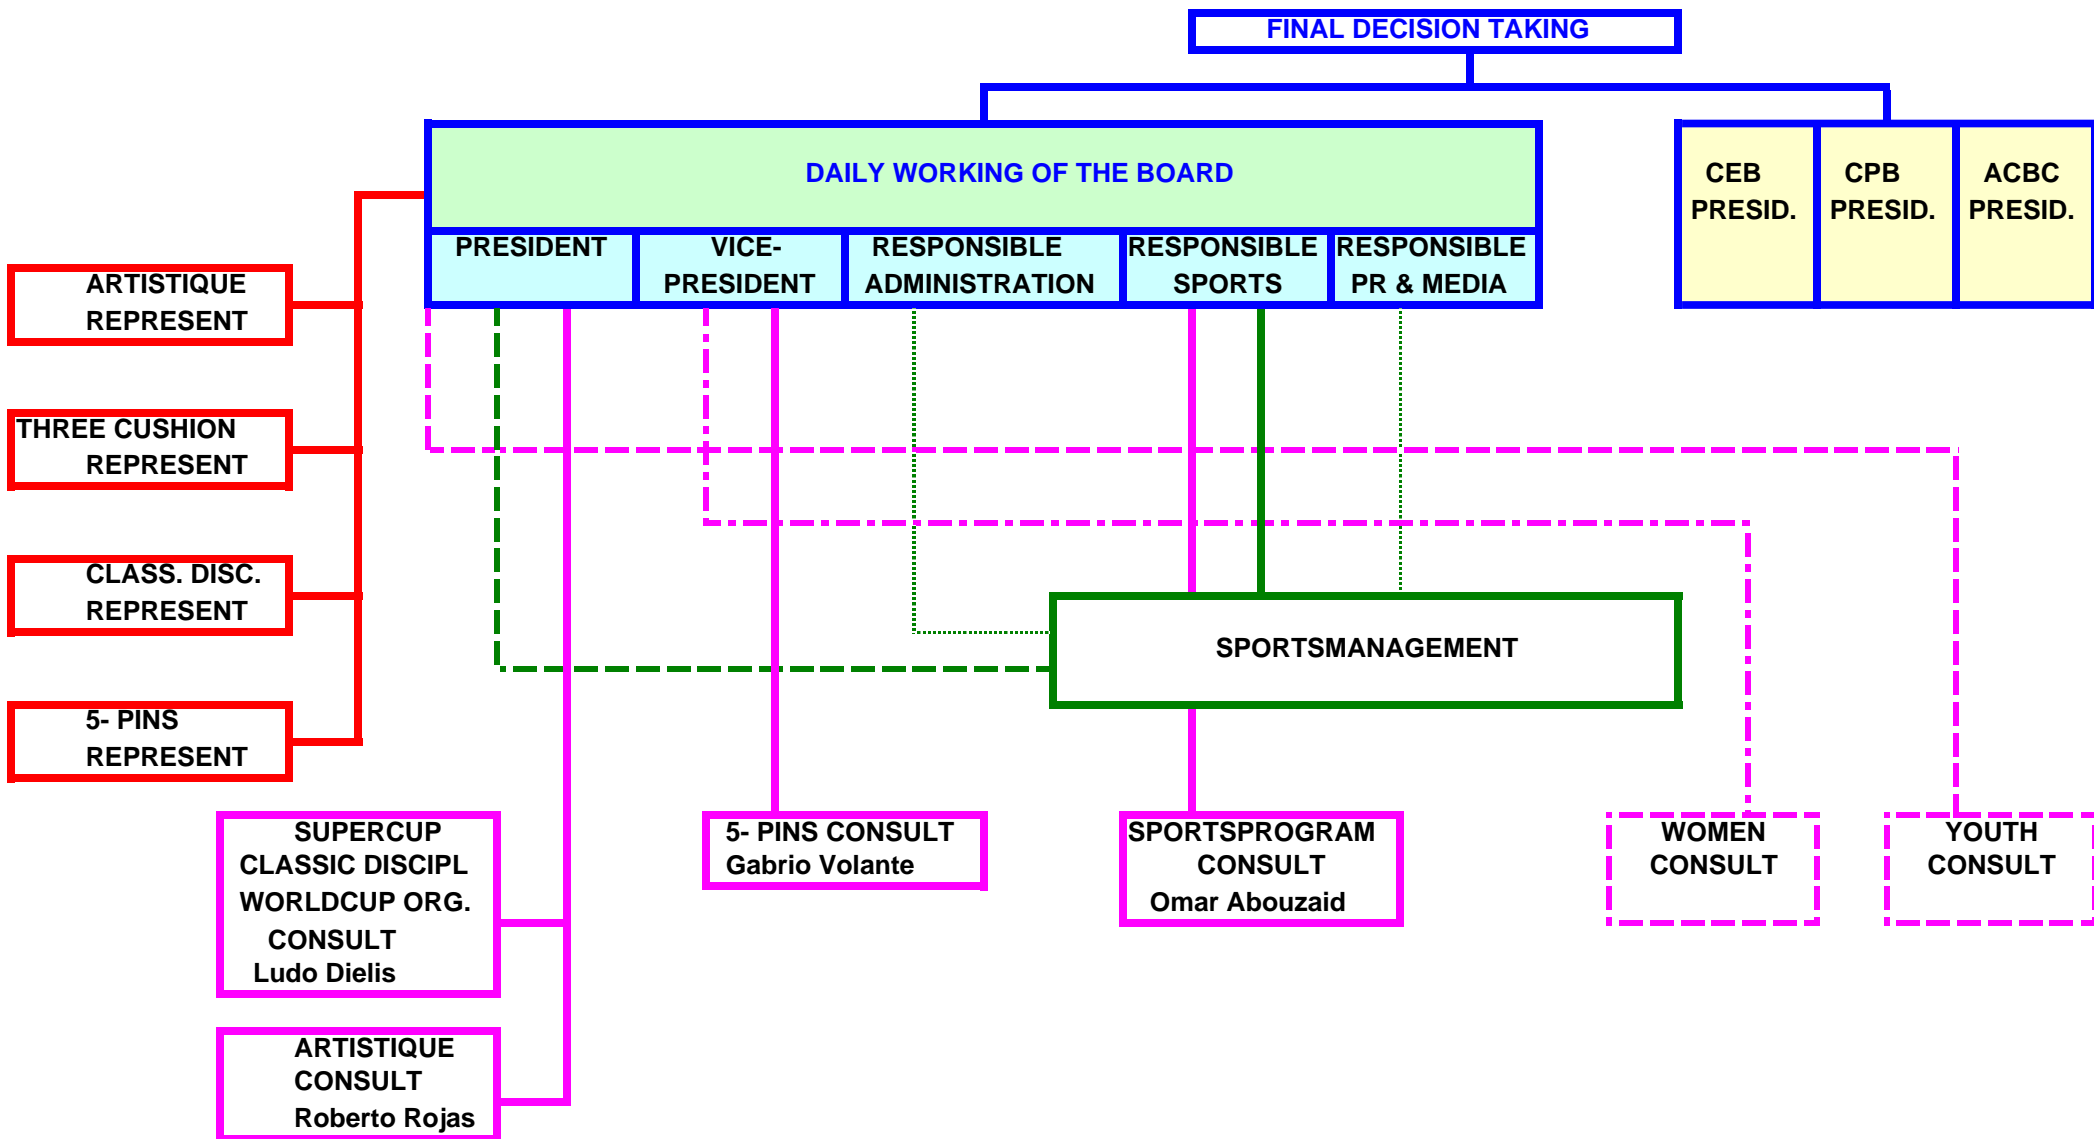 FINAL DECISION TAKING
DAILY WORKING OF THE BOARD
CEB
PRESID.
CPB
PRESID.
ACBC
PRESID.
PRESIDENT
VICE-
PRESIDENT
RESPONSIBLE
ADMINISTRATION
RESPONSIBLE
SPORTS
RESPONSIBLE
PR & MEDIA
ARTISTIQUE
REPRESENT
THREE CUSHION
REPRESENT
CLASS. DISC.
REPRESENT
5- PINS
REPRESENT
SPORTSMANAGEMENT
SUPERCUP
CLASSIC DISCIPL
WORLDCUP ORG.
CONSULT
Ludo Dielis
5- PINS CONSULT
Gabrio Volante
SPORTSPROGRAM
CONSULT
Omar Abouzaid
WOMEN
CONSULT
YOUTH
CONSULT
ARTISTIQUE
CONSULT
Roberto Rojas